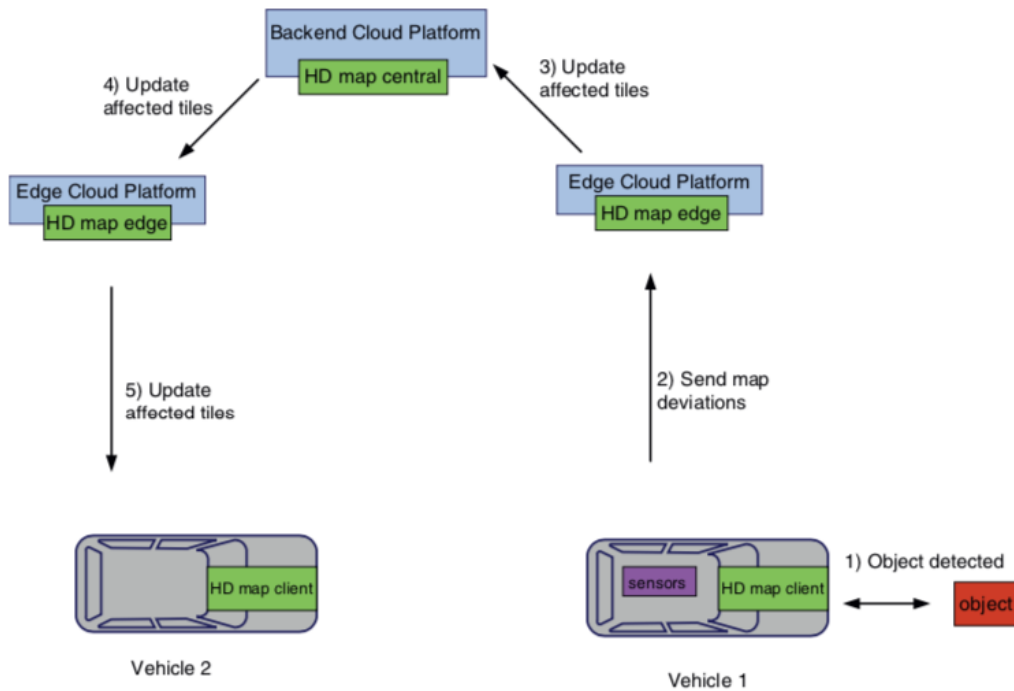 Backend Cloud Platform
HD map central
4) Update
affected tiles
3) Update
affected tiles
Edge Cloud Platform
HD map edge
Edge Cloud Platform
HD map edge
5) Update
affected tiles
2) Send map
deviations
HD map client
Vehicle 2
sensors
HD map client
1) Object detected
object
Vehicle 1